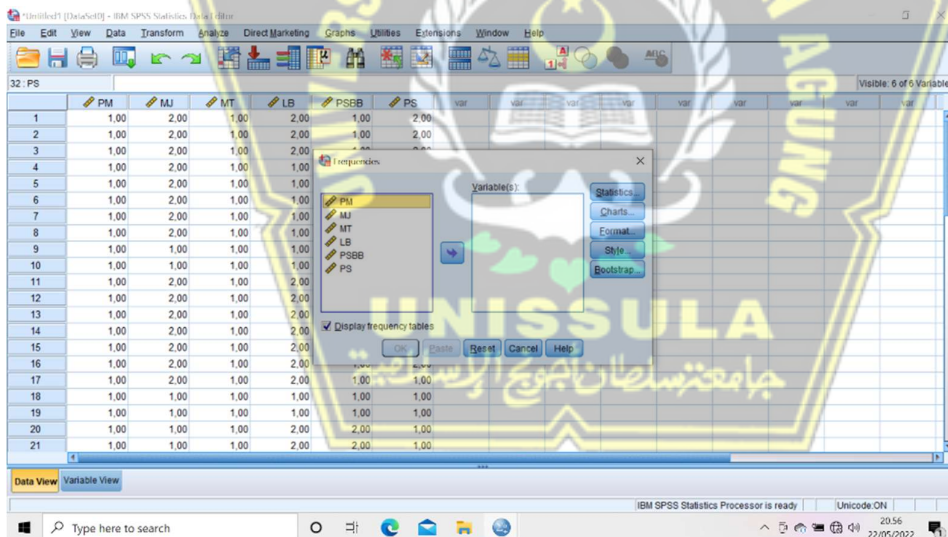 *Untitled1 [DataSet0] - IBM SPSS Statistics Data Editor
File Edit View Data Transform Analyze Direct Marketing Graphs Utilities Extensions Window Help
32 : PS
Visible: 6 of 6 Variable
PM MJ MT LB PSBB PS var var var var var var var var
1 1,00 2,00 1,00 2,00 1,00 2,00
2 1,00 2,00 1,00 2,00 1,00 2,00
3 1,00 2,00 1,00 2,00
4 1,00 2,00 1,00 1,00
5 1,00 2,00 1,00 1,00
6 1,00 2,00 1,00 1,00
7 1,00 2,00 1,00 1,00
8 1,00 2,00 1,00 1,00
9 1,00 1,00 1,00 1,00
10 1,00 1,00 1,00 1,00
11 1,00 2,00 1,00 2,00
12 1,00 2,00 1,00 2,00
13 1,00 2,00 1,00 2,00
14 1,00 2,00 1,00 2,00
15 1,00 2,00 1,00 2,00
16 1,00 2,00 1,00 2,00
17 1,00 2,00 1,00 2,00 1,00 1,00
18 1,00 1,00 1,00 2,00 1,00 1,00
19 1,00 1,00 1,00 2,00 1,00 1,00
20 1,00 1,00 1,00 2,00 2,00 1,00
21 1,00 1,00 1,00 2,00 2,00 1,00
Frequencies
Variable(s):
PM
MJ
MT
LB
PSBB
PS
Statistics...
Charts...
Format...
Style...
Bootstrap...
Display frequency tables
OK Paste Reset Cancel Help
UNIVERS
N AGUNG
UNISSULA
جامعة سلطان أجونج الإسلامية
Data View Variable View
IBM SPSS Statistics Processor is ready Unicode:ON
Type here to search
20.56
22/05/2022